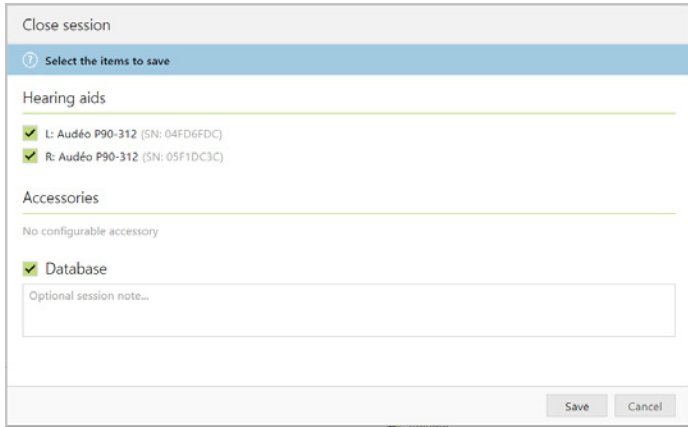 Close session
Select the items to save
Hearing aids
L: Audéo P90-312 (SN: 04FD6FDC)
R: Audéo P90-312 (SN: 05F1DC3C)
Accessories
No configurable accessory
Database
Optional session note...
Save Cancel